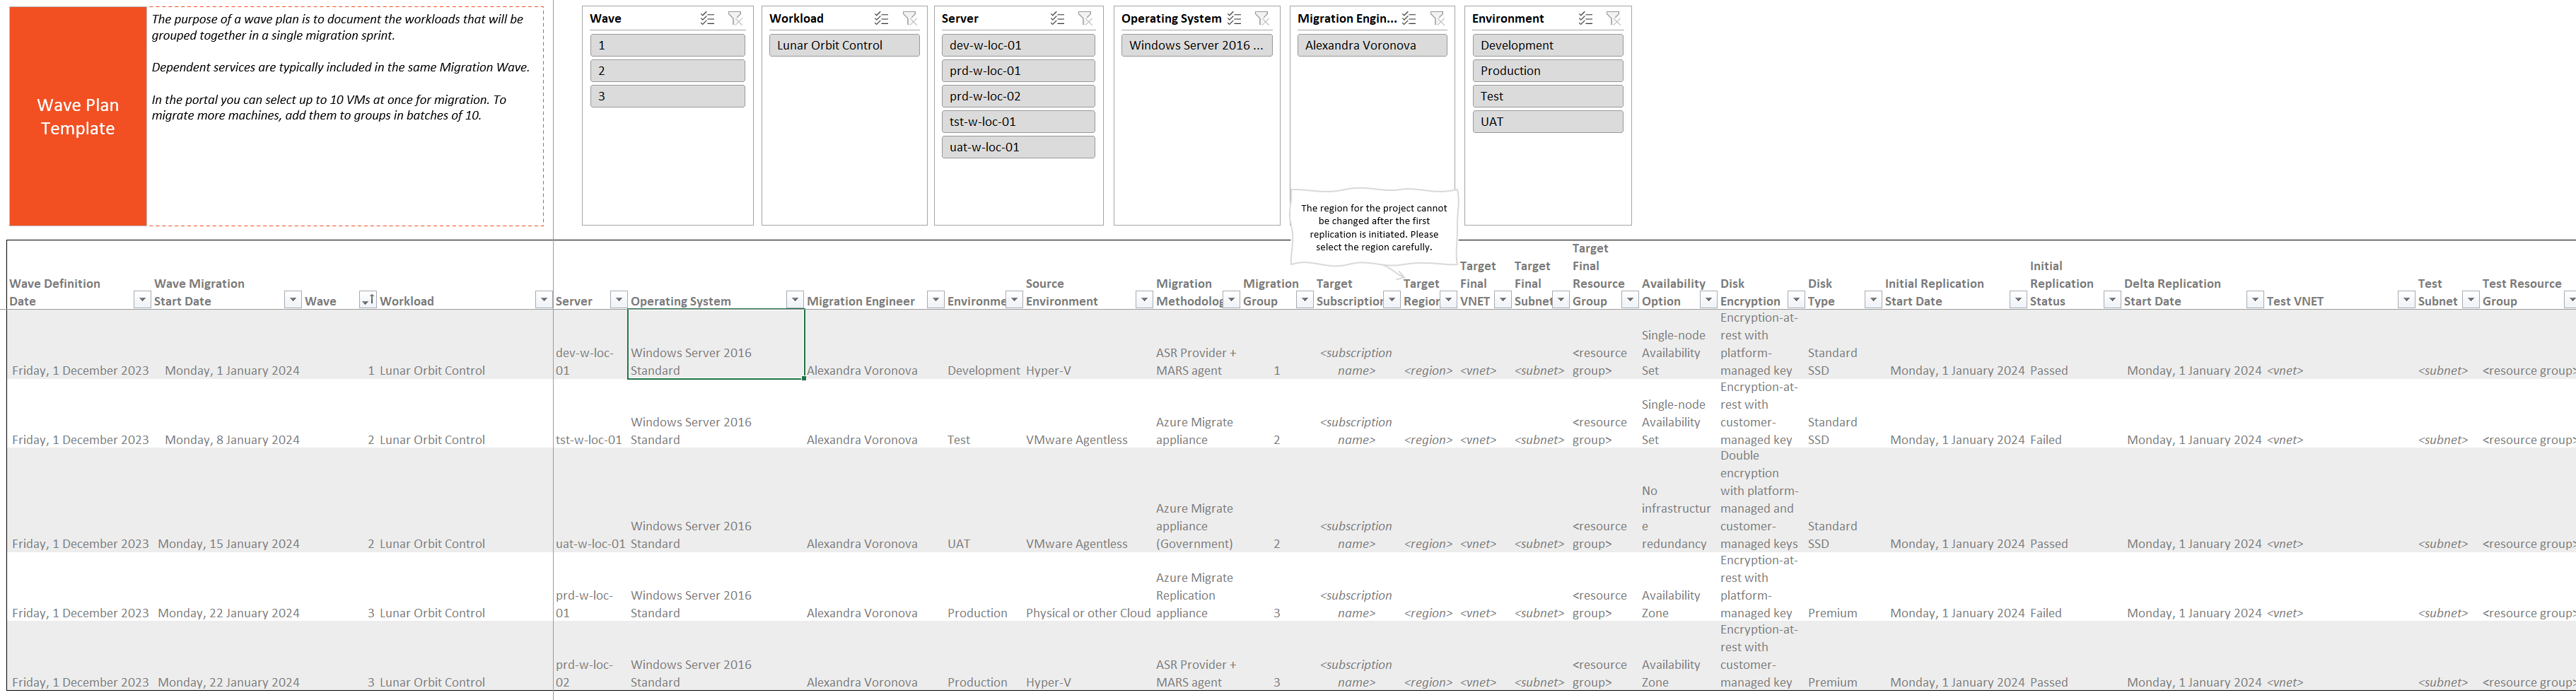 Wave Plan
Template
The purpose of a wave plan is to document the workloads that will be
grouped together in a single migration sprint.
Dependent services are typically included in the same Migration Wave.
In the portal you can select up to 10 VMs at once for migration. To
migrate more machines, add them to groups in batches of 10.
Wave
1
2
3
Workload
Lunar Orbit Control
Server
dev-w-loc-01
prd-w-loc-01
prd-w-loc-02
tst-w-loc-01
uat-w-loc-01
Operating System
Windows Server 2016 ...
Migration Engin...
Alexandra Voronova
Environment
Development
Production
Test
UAT
The region for the project cannot
be changed after the first
replication is initiated. Please
select the region carefully.
Wave Definition
Date
Wave Migration
Start Date
Wave
Workload
Server
Operating System
Migration Engineer
Environme
Source
Environment
Migration
Methodolog
Migration
Group
Target
Subscription
Target
Region
Target
Final
VNET
Target
Final
Subnet
Target
Final
Resource
Group
Availability
Option
Disk
Encryption
Disk
Type
Initial Replication
Start Date
Initial
Replication
Status
Delta Replication
Start Date
Test VNET
Test
Subnet
Test Resource
Group
Friday, 1 December 2023
Monday, 1 January 2024
1
Lunar Orbit Control
dev-w-loc-
01
Windows Server 2016
Standard
Alexandra Voronova
Development
Hyper-V
ASR Provider +
MARS agent
1
<subscription
name>
<region>
<vnet>
<subnet>
<resource
group>
Single-node
Availability
Set
Encryption-at-
rest with
platform-
managed key
Standard
SSD
Monday, 1 January 2024
Passed
Monday, 1 January 2024
<vnet>
<subnet>
<resource group>
Friday, 1 December 2023
Monday, 8 January 2024
2
Lunar Orbit Control
tst-w-loc-01
Windows Server 2016
Standard
Alexandra Voronova
Test
VMware Agentless
Azure Migrate
appliance
2
<subscription
name>
<region>
<vnet>
<subnet>
<resource
group>
Single-node
Availability
Set
Encryption-at-
rest with
customer-
managed key
Standard
SSD
Monday, 1 January 2024
Failed
Monday, 1 January 2024
<vnet>
<subnet>
<resource group>
Friday, 1 December 2023
Monday, 15 January 2024
2
Lunar Orbit Control
uat-w-loc-01
Windows Server 2016
Standard
Alexandra Voronova
UAT
VMware Agentless
Azure Migrate
appliance
(Government)
2
<subscription
name>
<region>
<vnet>
<subnet>
<resource
group>
No
infrastructur
e
redundancy
Double
encryption
with platform-
managed and
customer-
managed keys
Standard
SSD
Monday, 1 January 2024
Passed
Monday, 1 January 2024
<vnet>
<subnet>
<resource group>
Friday, 1 December 2023
Monday, 22 January 2024
3
Lunar Orbit Control
prd-w-loc-
01
Windows Server 2016
Standard
Alexandra Voronova
Production
Physical or other Cloud
Azure Migrate
Replication
appliance
3
<subscription
name>
<region>
<vnet>
<subnet>
<resource
group>
Availability
Zone
Encryption-at-
rest with
platform-
managed key
Premium
Monday, 1 January 2024
Failed
Monday, 1 January 2024
<vnet>
<subnet>
<resource group>
Friday, 1 December 2023
Monday, 22 January 2024
3
Lunar Orbit Control
prd-w-loc-
02
Windows Server 2016
Standard
Alexandra Voronova
Production
Hyper-V
ASR Provider +
MARS agent
3
<subscription
name>
<region>
<vnet>
<subnet>
<resource
group>
Availability
Zone
Encryption-at-
rest with
customer-
managed key
Premium
Monday, 1 January 2024
Passed
Monday, 1 January 2024
<vnet>
<subnet>
<resource group>